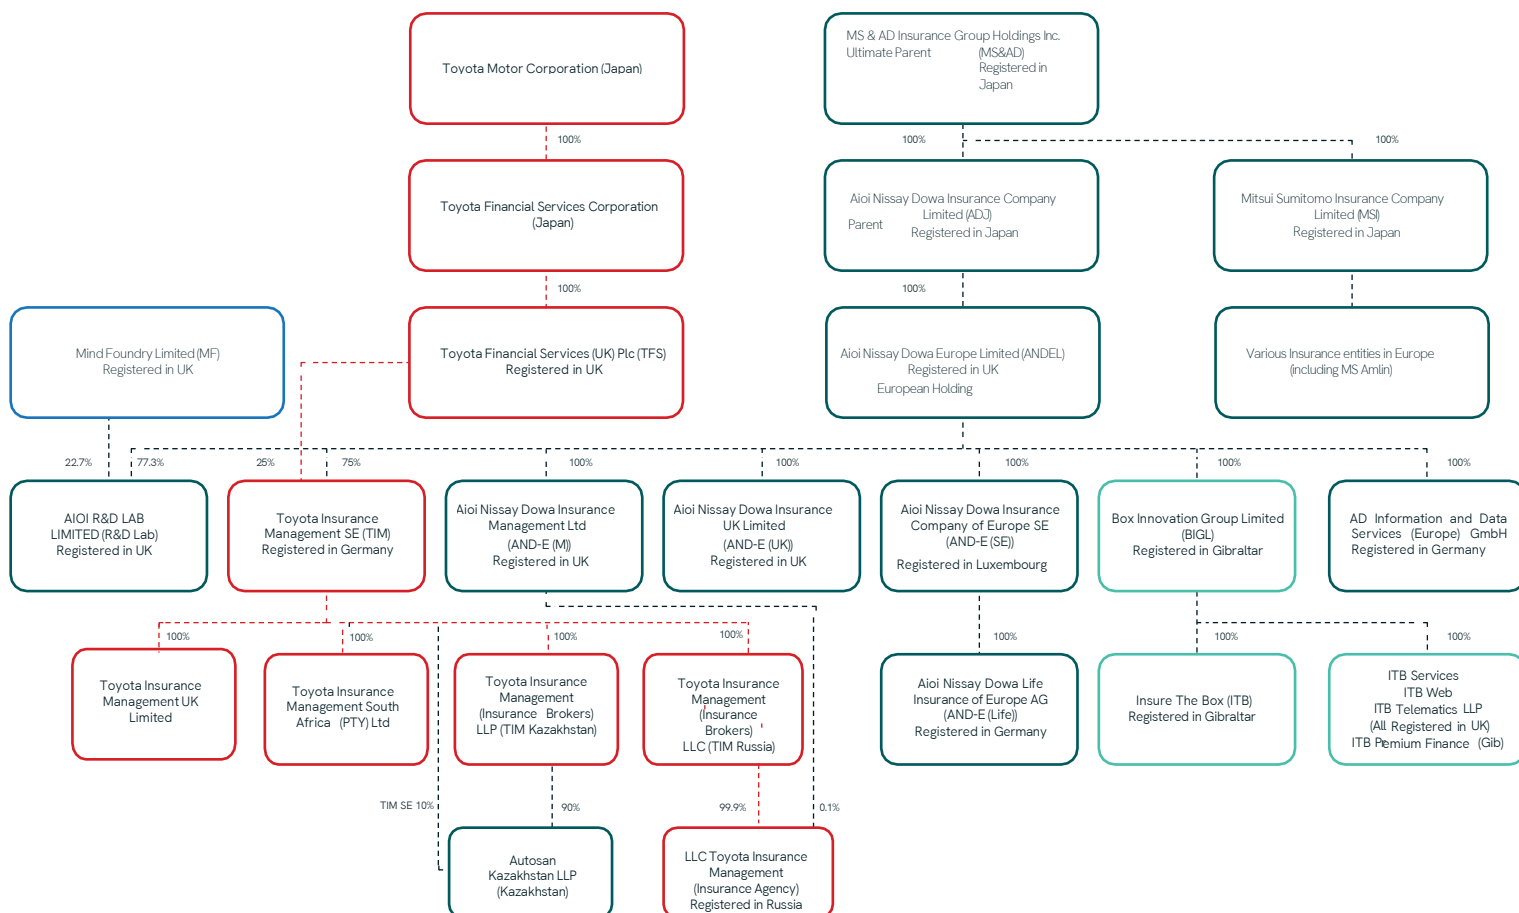 Toyota Motor Corporation (Japan)
MS & AD Insurance Group Holdings Inc.
Ultimate Parent (MS&AD)
Registered in
Japan
100%
100%
100%
Toyota Financial Services Corporation
(Japan)
Aioi Nissay Dowa Insurance Company
Limited (ADJ)
Parent
Registered in Japan
Mitsui Sumitomo Insurance Company
Limited (MSI)
Registered in Japan
100%
100%
Mind Foundry Limited (MF)
Registered in UK
Toyota Financial Services (UK) Plc (TFS)
Registered in UK
Aioi Nissay Dowa Europe Limited (ANDEL)
Registered in UK
European Holding
Various Insurance entities in Europe
(including MS Amlin)
22.7%
77.3%
25%
75%
100%
100%
100%
100%
100%
AIOI R&D LAB
LIMITED (R&D Lab)
Registered in UK
Toyota Insurance
Management SE (TIM)
Registered in Germany
Aioi Nissay Dowa Insurance
Management Ltd
(AND-E (M))
Registered in UK
Aioi Nissay Dowa Insurance
UK Limited
(AND-E (UK))
Registered in UK
Aioi Nissay Dowa Insurance
Company of Europe SE
(AND-E (SE))
Registered in Luxembourg
Box Innovation Group Limited
(BIGL)
Registered in Gibraltar
AD Information and Data
Services (Europe) GmbH
Registered in Germany
100%
100%
100%
100%
100%
100%
100%
Toyota Insurance
Management UK
Limited
Toyota Insurance
Management South
Africa (PTY) Ltd
Toyota Insurance
Management
(Insurance Brokers)
LLP (TIM Kazakhstan)
Toyota Insurance
Management
(Insurance
Brokers)
LLC (TIM Russia)
Aioi Nissay Dowa Life
Insurance of Europe AG
(AND-E (Life))
Registered in Germany
Insure The Box (ITB)
Registered in Gibraltar
ITB Services
ITB Web
ITB Telematics LLP
(All Registered in UK)
ITB Premium Finance (Gib)
TIM SE 10%
90%
99.9%
0.1%
Autosan
Kazakhstan LLP
(Kazakhstan)
LLC Toyota Insurance
Management
(Insurance Agency)
Registered in Russia